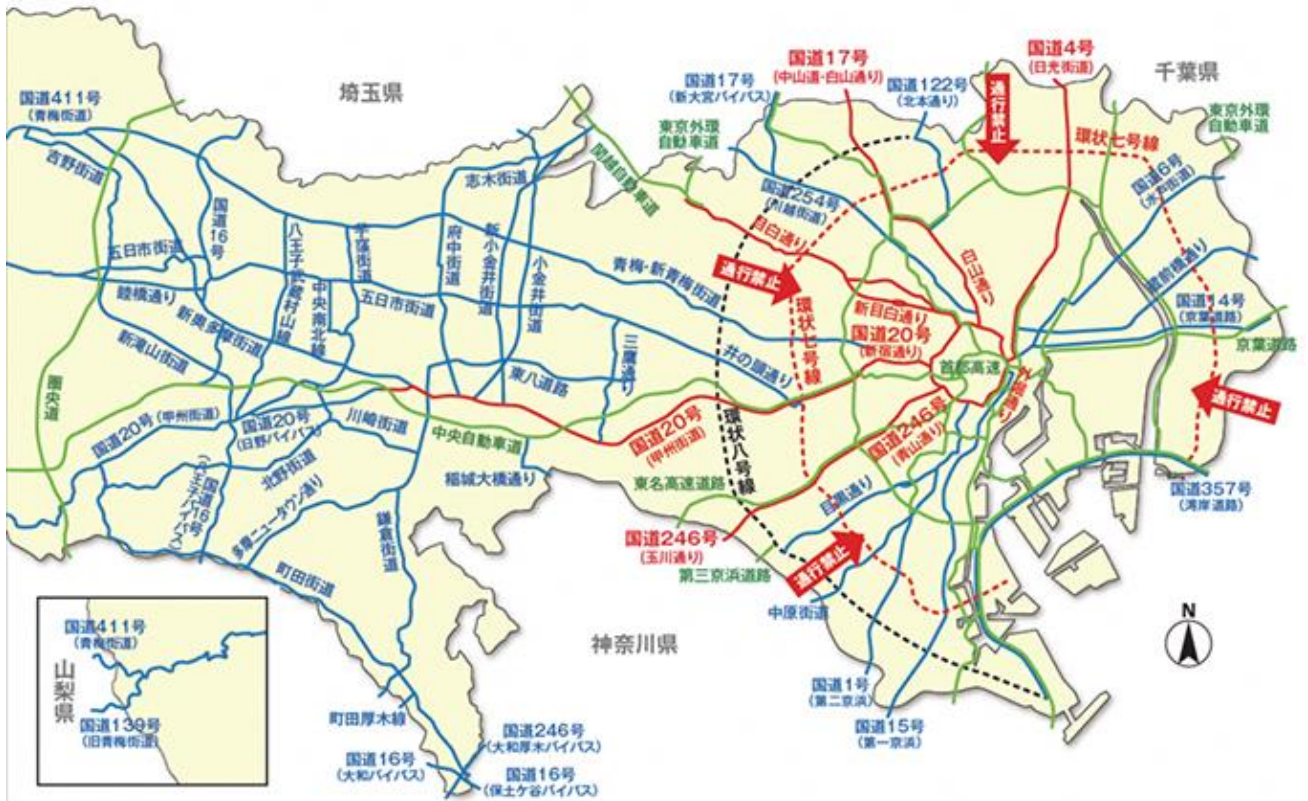 国道17号
(中山道・白山通り)
国道4号
(日光街道)
千葉県
国道17号
(新大宮バイパス)
国道122号
(北本通り)
通行禁止
埼玉県
国道411号
(青梅街道)
東京外環
自動車道
東京外環
自動車道
環状七号線
関越自動車道
吉野街道
志木街道
国道6号
(水戸街道)
国道254号
(川越街道)
国道
16号
八王子武蔵村山線
芋窪街道
府中街道
新小金井街道
小金井街道
目白通り
五日市街道
青梅・新青梅街道
通行禁止
白山通り
蔵前橋通り
睦橋通り
中央南北線
五日市街道
環状七号線
新目白通り
国道14号
(京葉道路)
新奥多摩街道
国道20号
(新宿通り)
京葉道路
新滝山街道
三鷹通り
井の頭通り
首都高速
外堀通り
圏央道
東八道路
通行禁止
国道20号(甲州街道)
国道20号
(日野バイパス)
川崎街道
中央自動車道
国道20号
(甲州街道)
国道246号
(青山通り)
環状八号線
北野街道
国道16号
(八王子バイパス)
稲城大橋通り
東名高速道路
目黒通り
国道357号
(湾岸道路)
多摩ニュータウン通り
鎌倉街道
国道246号
(玉川通り)
第三京浜道路
通行禁止
町田街道
中原街道
N
国道411号
(青梅街道)
神奈川県
山梨県
国道1号
(第二京浜)
国道139号
(旧青梅街道)
町田厚木線
国道15号
(第一京浜)
国道246号
(大和厚木バイパス)
国道16号
(大和バイパス)
国道16号
(保土ケ谷バイパス)